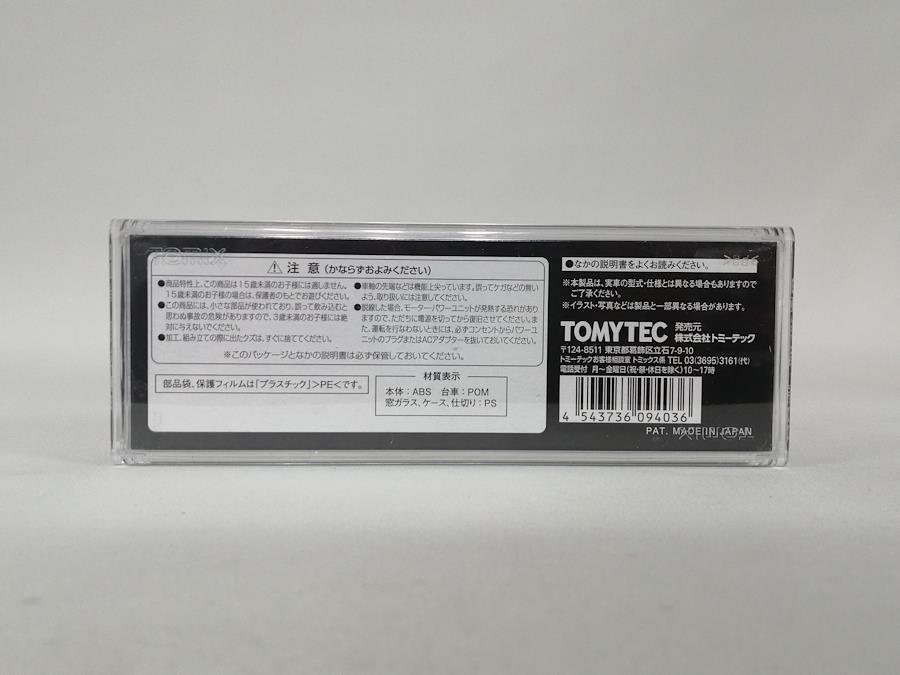 TOMIX
⚠ 注意(かならずおよみください)
●商品特性上、この商品は15歳未満のお子様には適しません。
15歳未満のお子様の場合は、保護者のもとでお遊びください。
●この商品には、小さな部品が使われており、誤って飲み込むと
思わぬ事故の危険がありますので、3歳未満のお子様には絶
対に与えないでください。
●加工、組み立ての際に出たクズは、すぐに捨ててください。
●車軸の先端などは機能上尖っています。誤ってケガなどの無い
よう、取り扱いには注意してください。
●脱線した場合、モーター・パワーユニットが発熱する恐れがあり
ますので、ただちに電源を切ってから復旧させてください。ま
た、運転を行なわないときには、必ずコンセントからパワーユ
ニットのプラグまたはACアダプターを抜いておいてください。
※このパッケージとなかの説明書は必ず保管しておいてください。
部品袋、保護フィルムは「プラスチック」>PE<です。
材質表示
本体:ABS 台車:POM
窓ガラス、ケース、仕切り:PS
●なかの説明書をよくお読みください。
>PS<
※本製品は、実車の型式・仕様とは異なる場合もありますので
ご了承ください。
※イラスト・写真などは製品と一部異なる場合があります。
TOMYTEC 発売元
株式会社トミーテック
〒124-8511 東京都葛飾区立石7-9-10
トミーテックお客様相談室 トミックス係 TEL 03(3695)3161(代)
電話受付 月~金曜日(祝・祭・休日を除く)10~17時
4 543736 094036
PAT. MADE IN JAPAN
TOMIX